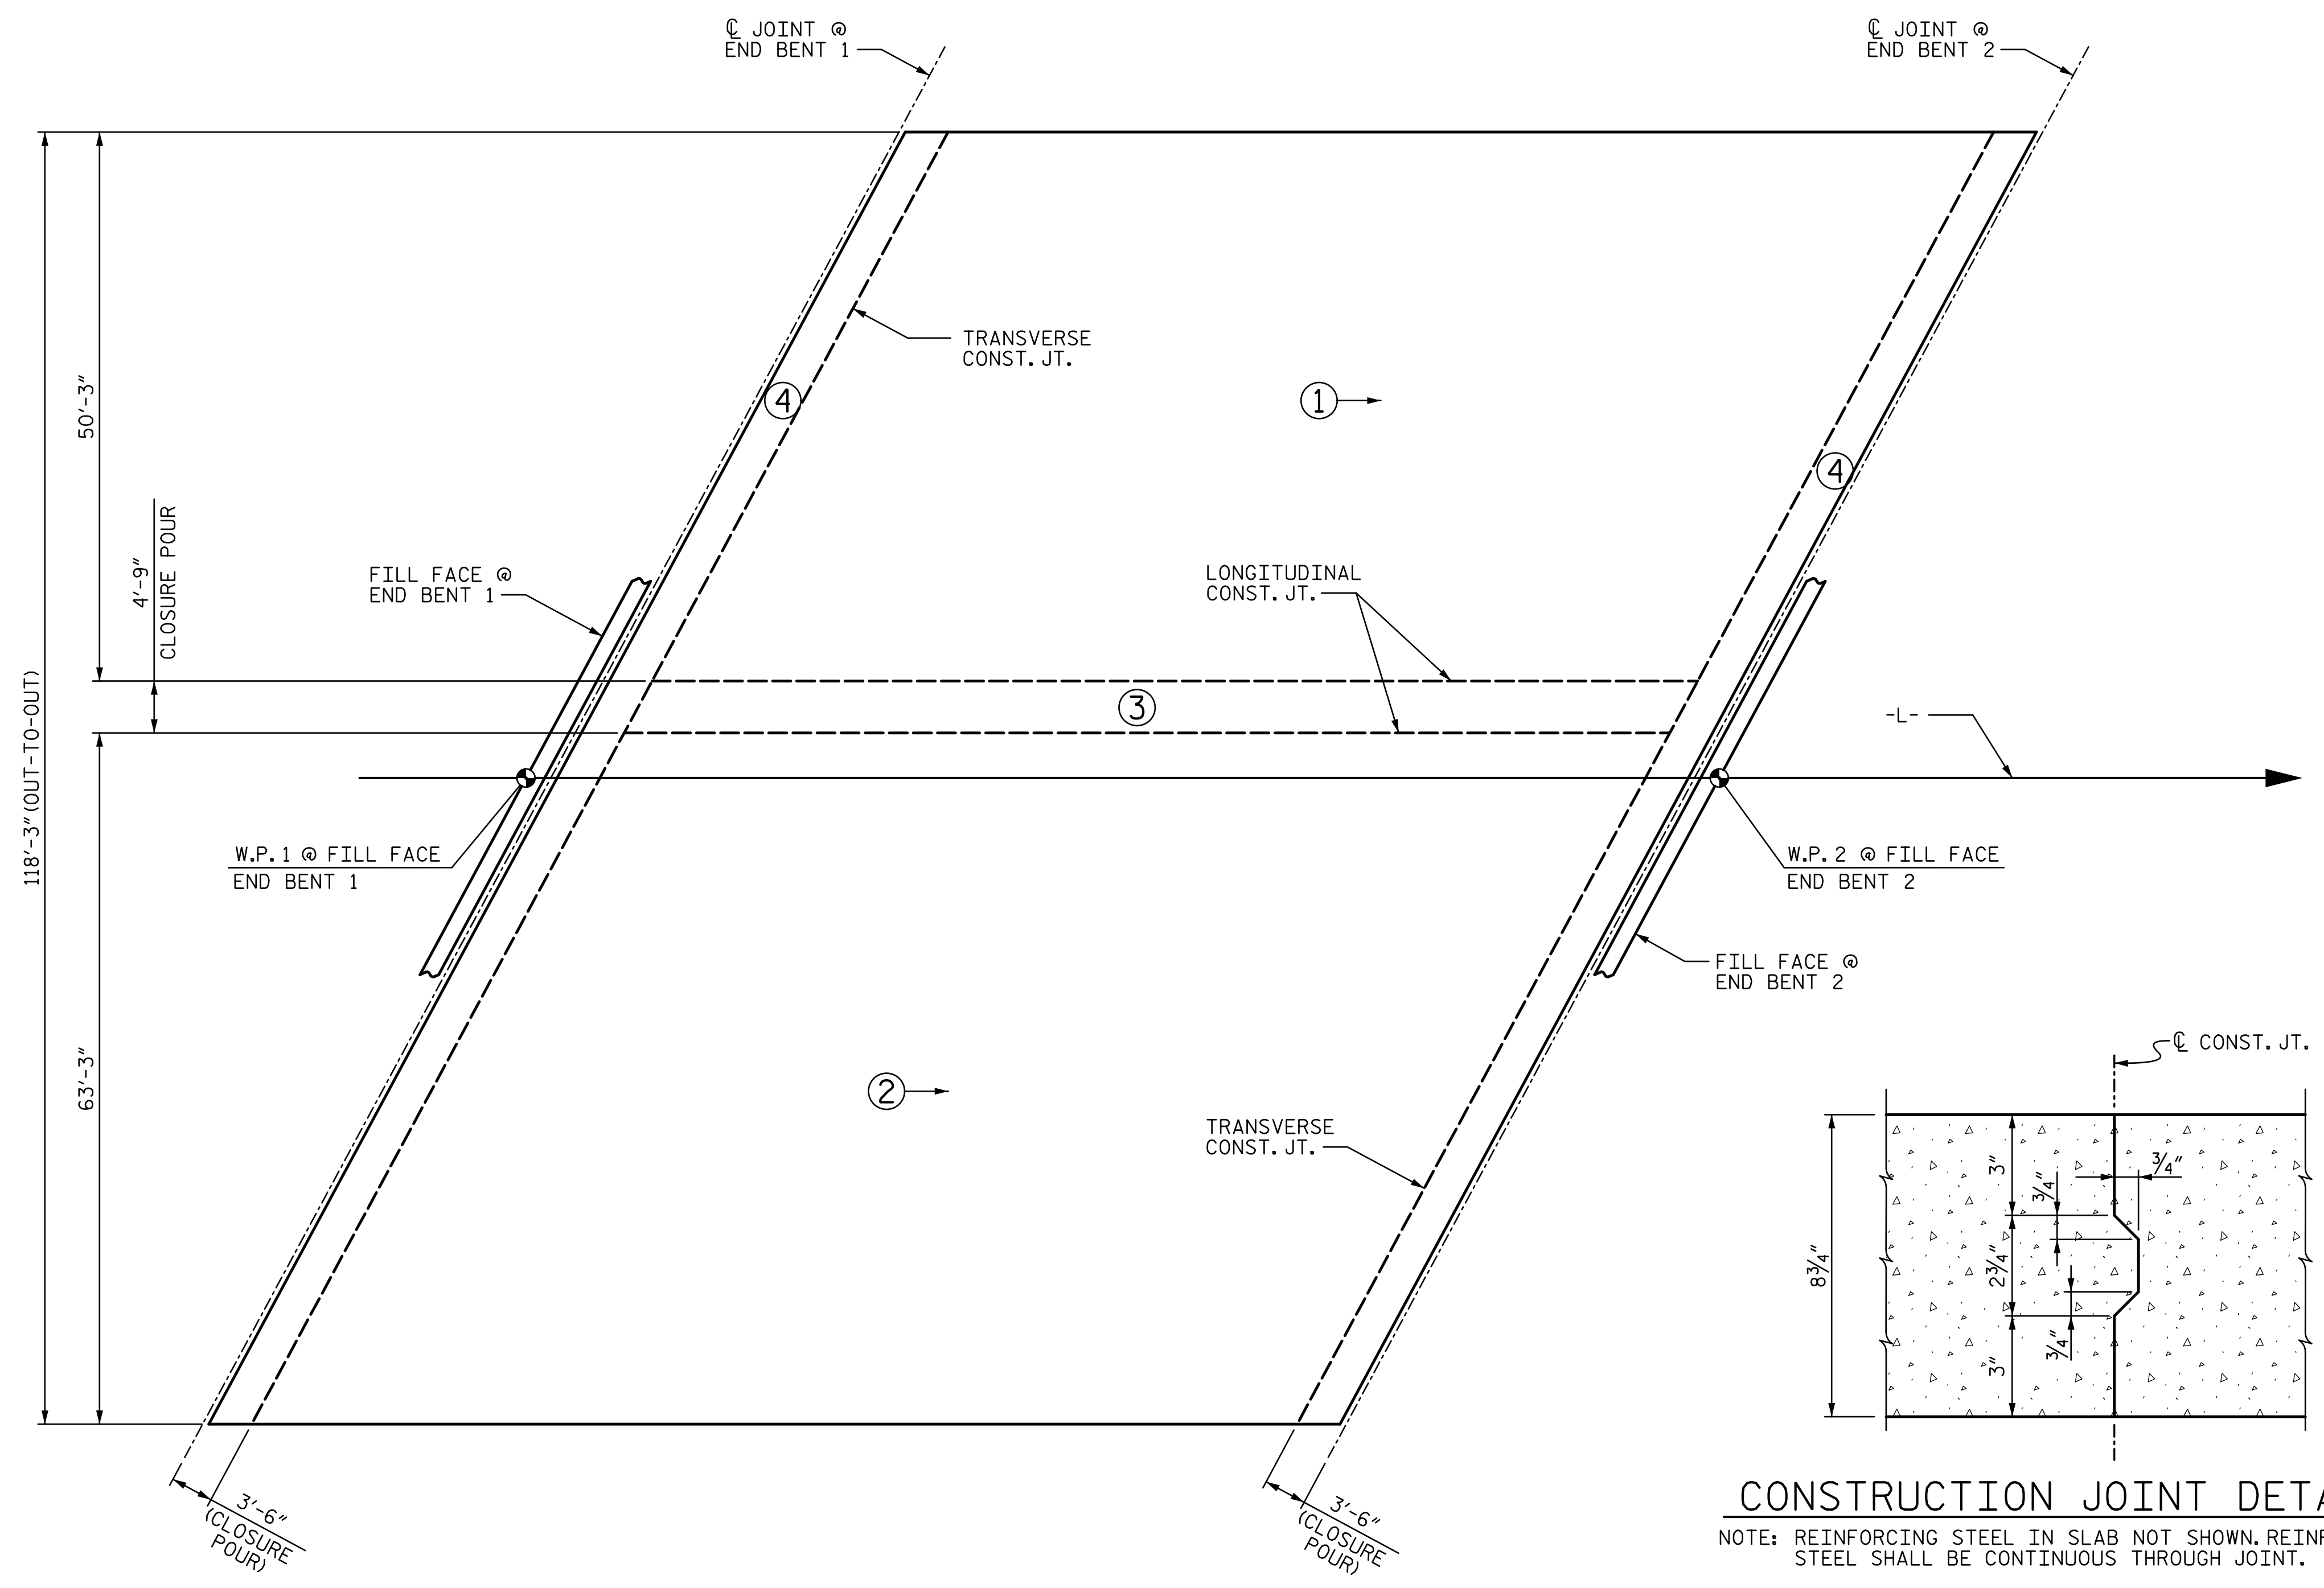 ℄ JOINT @
END BENT 1
℄ JOINT @
END BENT 2
50'-3"
TRANSVERSE
CONST. JT.
1
4
4
4'-9"
CLOSURE POUR
FILL FACE @
END BENT 1
LONGITUDINAL
CONST. JT.
118'-3" (OUT-TO-OUT)
3
-L-
W.P. 1 @ FILL FACE
END BENT 1
W.P. 2 @ FILL FACE
END BENT 2
FILL FACE @
END BENT 2
63'-3"
2
TRANSVERSE
CONST. JT.
℄ CONST. JT.
3"
3/4"
3/4"
8 3/4"
2 3/4"
3/4"
3"
3'-6"
(CLOSURE
POUR)
3'-6"
(CLOSURE
POUR)
CONSTRUCTION JOINT
NOTE: REINFORCING STEEL IN SLAB NOT SHOWN.
STEEL SHALL BE CONTINUOUS THROUGH JOINT.